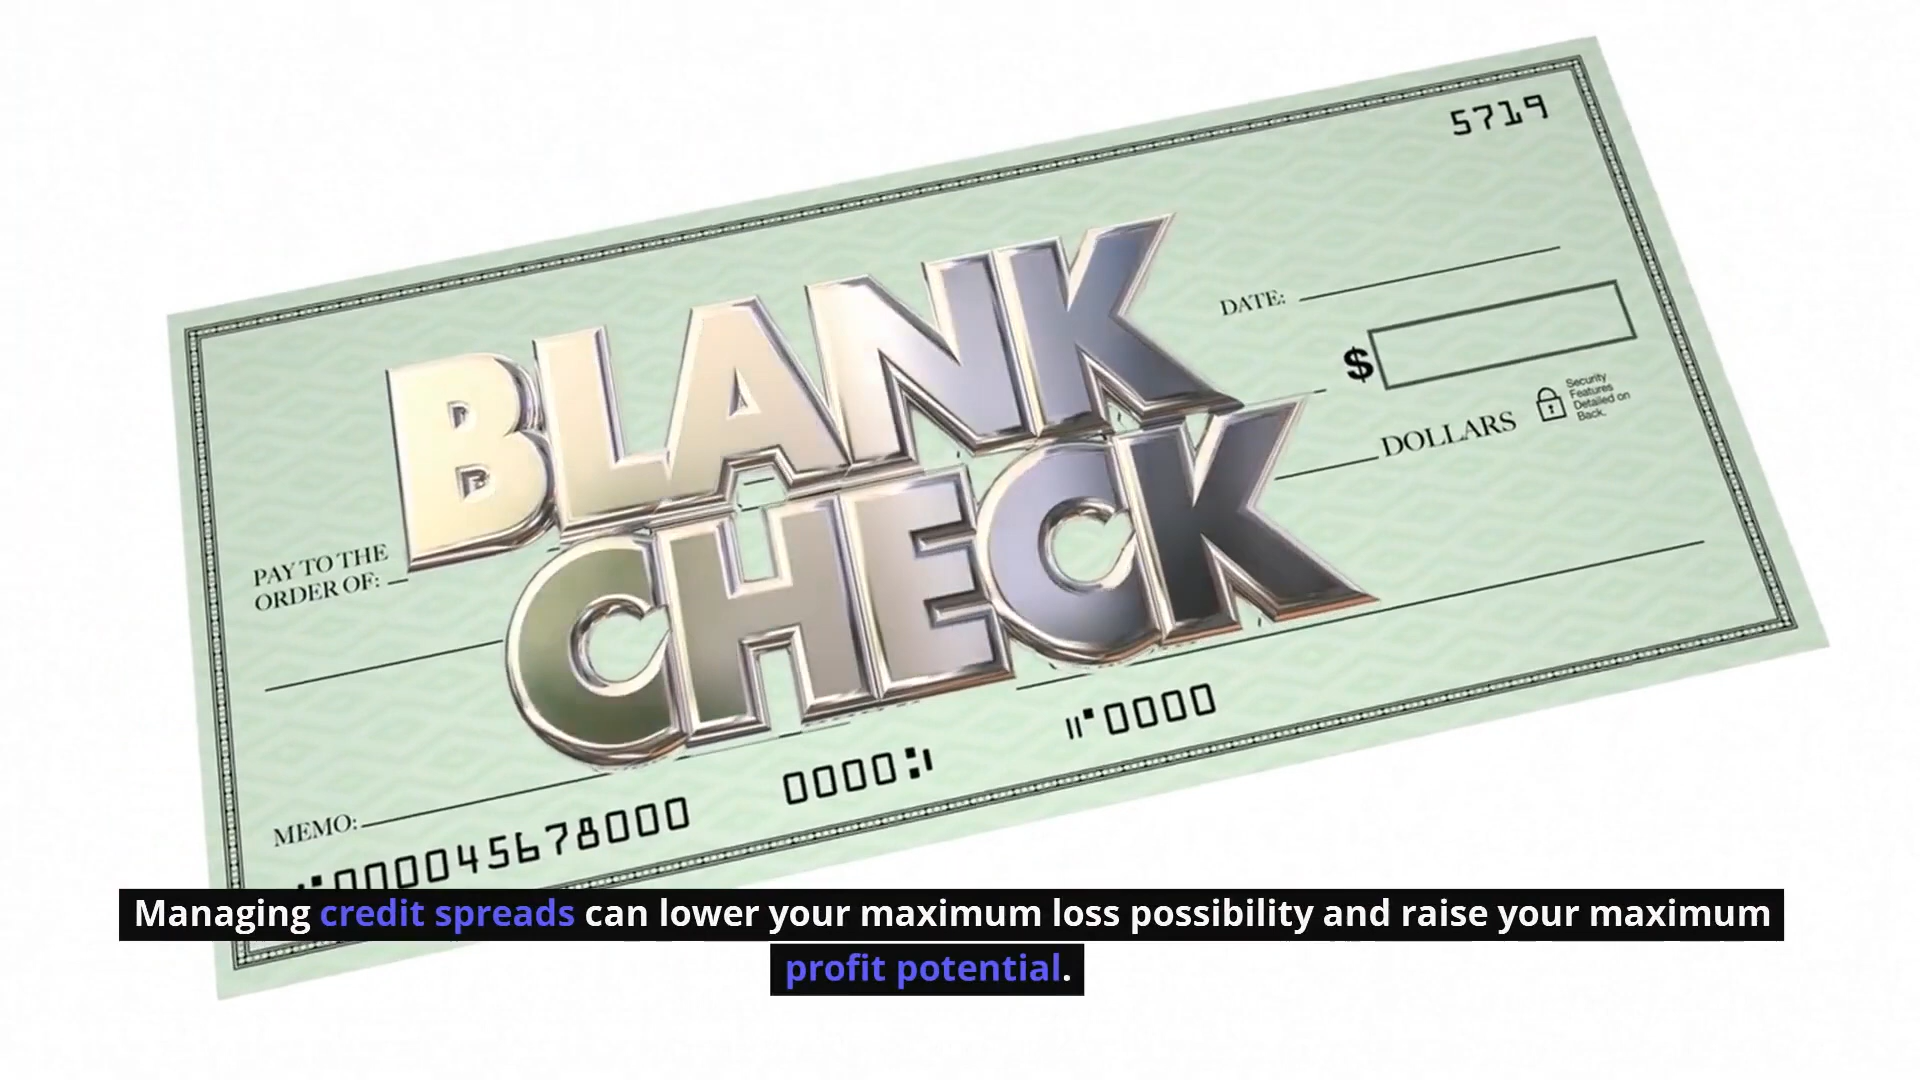 5719
BLANK
CHECK
DATE:
$
DOLLARS
Security
Features
Detailed on
Back.
PAY TO THE
ORDER OF:
MEMO:
000045678000 0000 0000
Managing credit spreads can lower your maximum loss possibility and raise your maximum
profit potential.